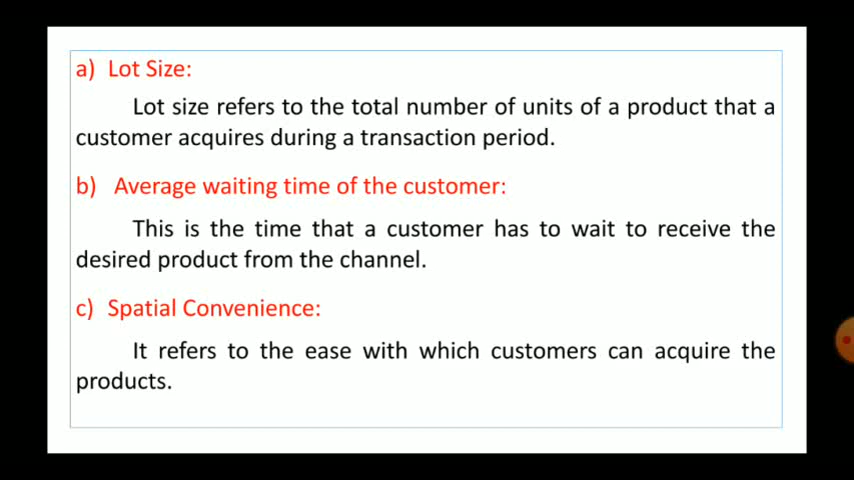 a) Lot Size:
Lot size refers to the total number of units of a product that a
customer acquires during a transaction period.
b) Average waiting time of the customer:
This is the time that a customer has to wait to receive the
desired product from the channel.
c) Spatial Convenience:
It refers to the ease with which customers can acquire the
products.